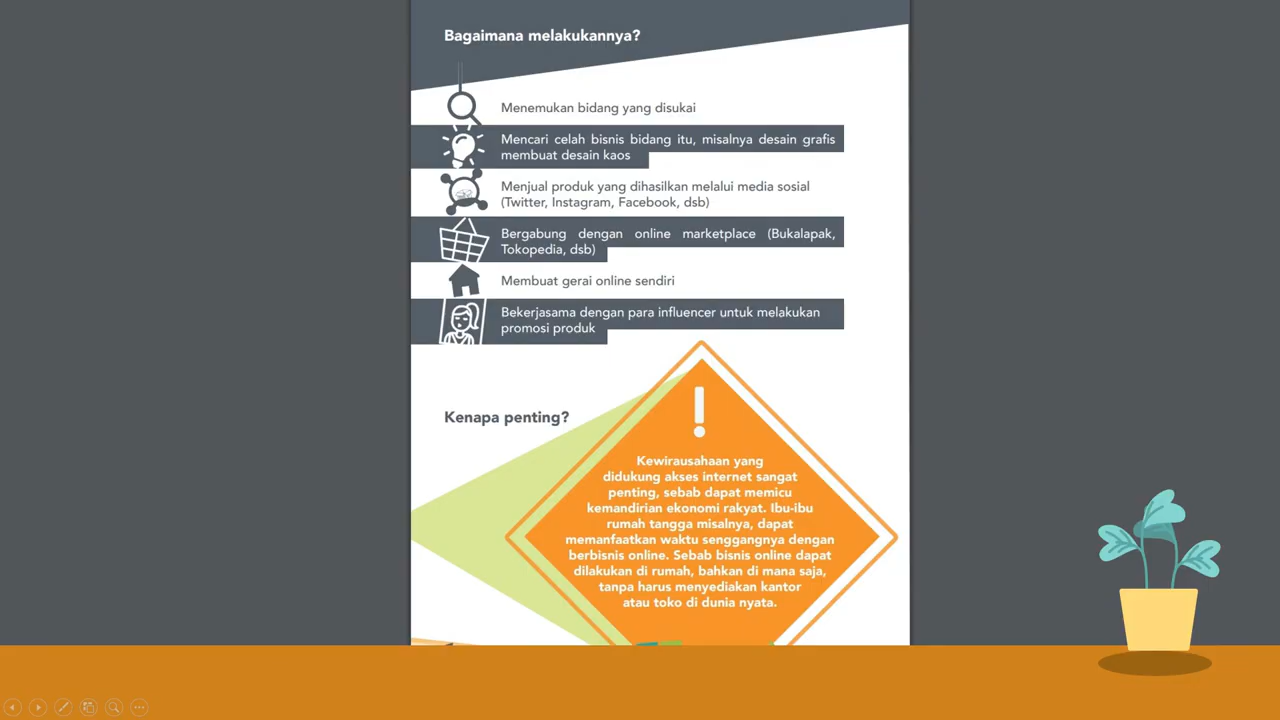 Bagaimana melakukannya?
Menemukan bidang yang disukai
Mencari celah bisnis bidang itu, misalnya desain grafis
membuat desain kaos
Menjual produk yang dihasilkan melalui media sosial
(Twitter, Instagram, Facebook, dsb)
Bergabung dengan online marketplace (Bukalapak,
Tokopedia, dsb)
Membuat gerai online sendiri
Bekerjasama dengan para influencer untuk melakukan
promosi produk
Kenapa penting?
!
Kewirausahaan yang
didukung akses internet sangat
penting, sebab dapat memicu
kemandirian ekonomi rakyat. Ibu-ibu
rumah tangga misalnya, dapat
memanfaatkan waktu senggangnya dengan
berbisnis online. Sebab bisnis online dapat
dilakukan di rumah, bahkan di mana saja,
tanpa harus menyediakan kantor
atau toko di dunia nyata.